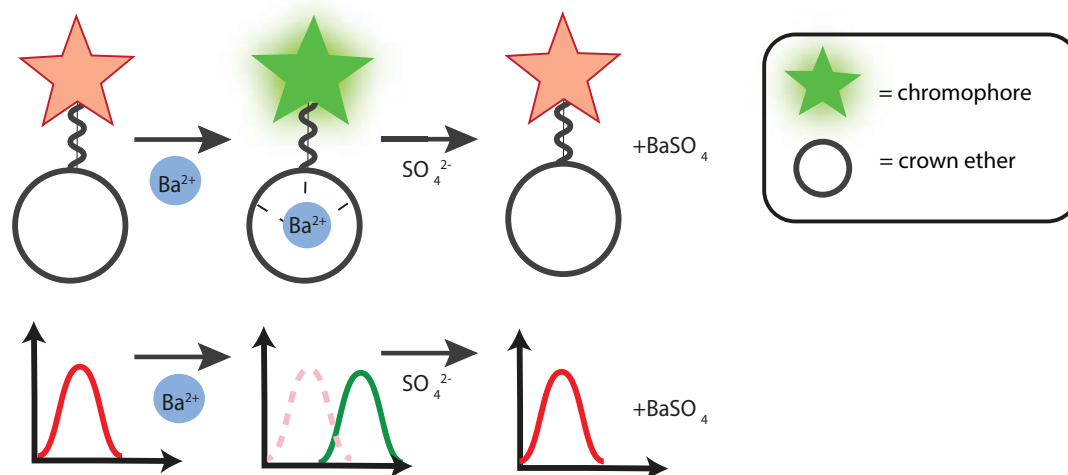 Ba²⁺
SO₄²⁻
+BaSO₄
Ba²⁺
= chromophore
= crown ether
Ba²⁺
SO₄²⁻
+BaSO₄